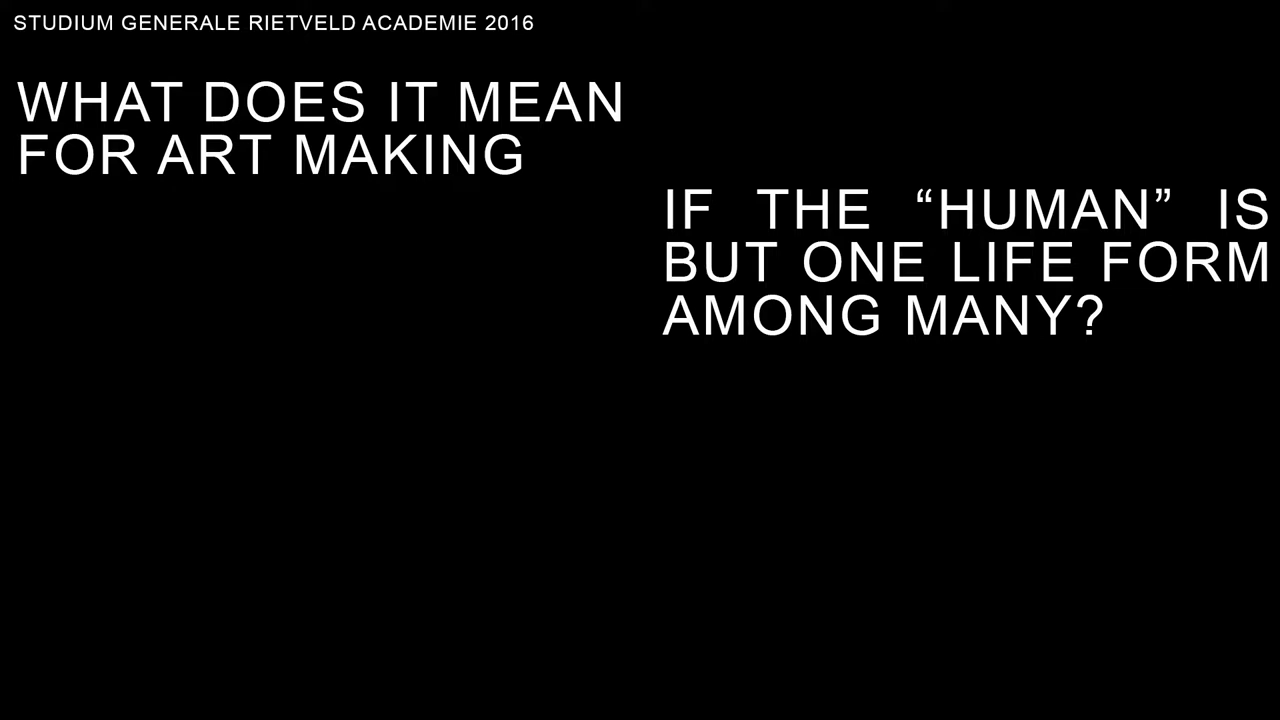 STUDIUM GENERALE RIETVELD ACADEMIE 2016
WHAT DOES IT MEAN
FOR ART MAKING
IF THE “HUMAN” IS
BUT ONE LIFE FORM
AMONG MANY?